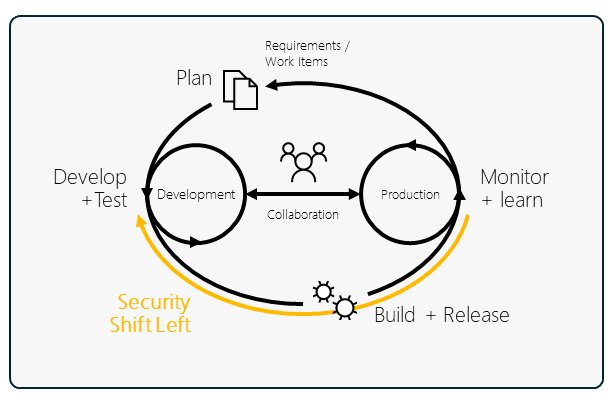 Requirements /
Work Items
Plan
Develop
+Test
Development
Collaboration
Production
Monitor
+ learn
Security
Shift Left
Build + Release